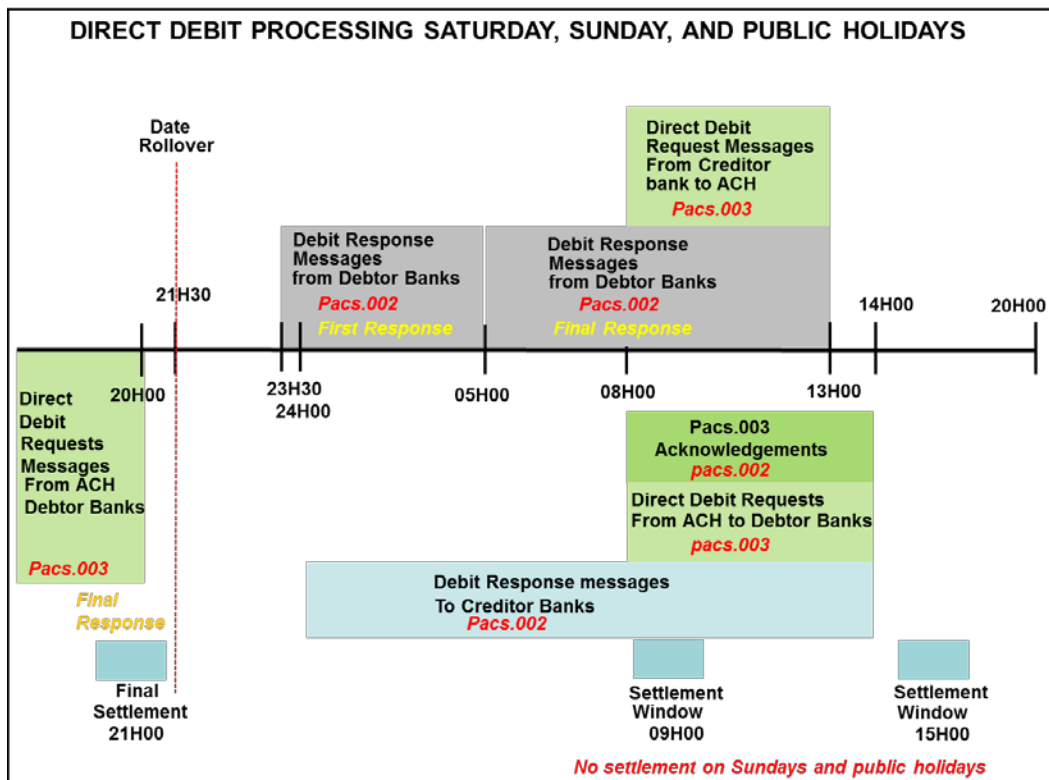 DIRECT DEBIT PROCESSING SATURDAY, SUNDAY, AND PUBLIC HOLIDAYS
Date
Rollover
Direct Debit
Request Messages
From Creditor
bank to ACH
Pacs.003
Debit Response
Messages
from Debtor Banks
Pacs.002
First Response
Debit Response
Messages
from Debtor Banks
Pacs.002
Final Response
21H30
14H00
20H00
20H00
23H30
24H00
05H00
08H00
13H00
Direct
Debit
Requests
Messages
From ACH
Debtor Banks
Pacs.003
Final
Response
Pacs.003
Acknowledgements
pacs.002
Direct Debit Requests
From ACH to Debtor Banks
pacs.003
Debit Response messages
To Creditor Banks
Pacs.002
Final
Settlement
21H00
Settlement
Window
09H00
Settlement
Window
15H00
No settlement on Sundays and public holidays